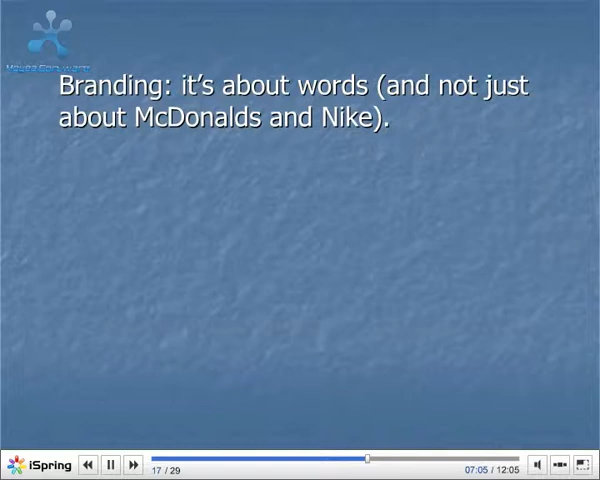 Branding: it's about words (and not just
about McDonalds and Nike).
iSpring
17 / 29
07:05 / 12:05